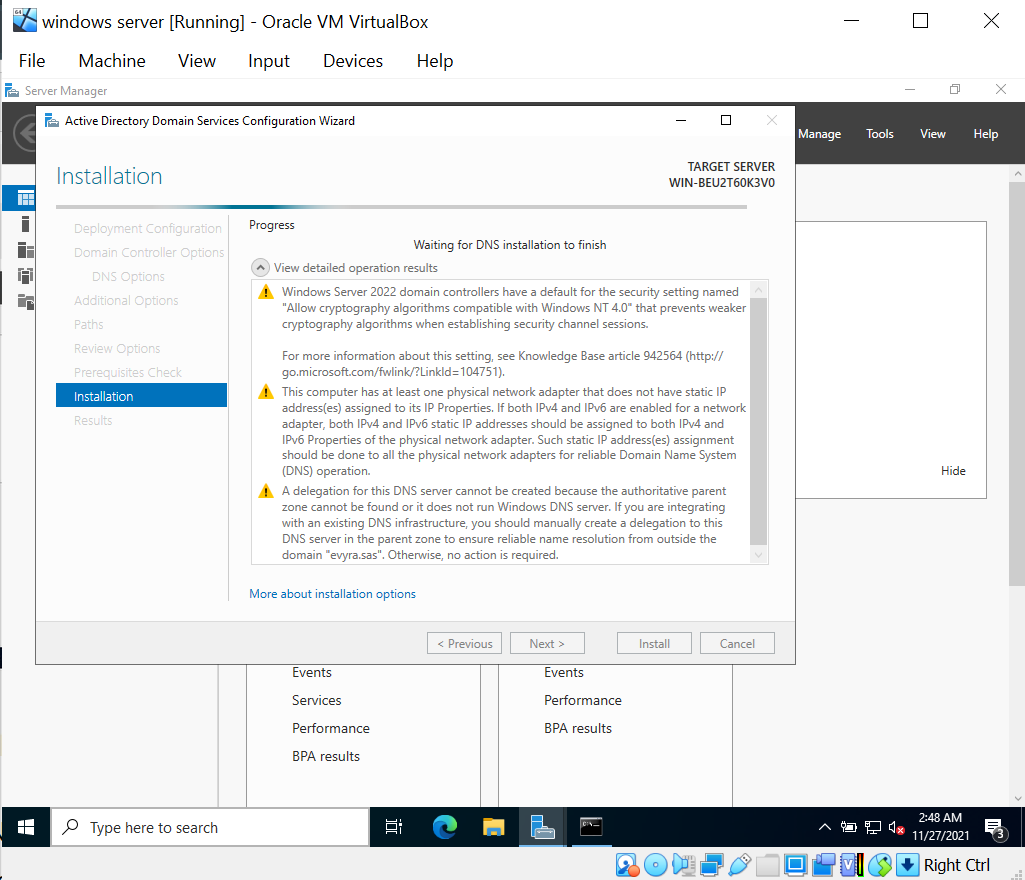 windows server [Running] - Oracle VM VirtualBox
File Machine View Input Devices Help
Server Manager
Active Directory Domain Services Configuration Wizard
Manage Tools View Help
Installation
TARGET SERVER
WIN-BEU2T60K3V0
Deployment Configuration
Domain Controller Options
DNS Options
Additional Options
Paths
Review Options
Prerequisites Check
Installation
Results
Progress
Waiting for DNS installation to finish
View detailed operation results
Windows Server 2022 domain controllers have a default for the security setting named
"Allow cryptography algorithms compatible with Windows NT 4.0" that prevents weaker
cryptography algorithms when establishing security channel sessions.
For more information about this setting, see Knowledge Base article 942564 (http://
go.microsoft.com/fwlink/?LinkId=104751).
This computer has at least one physical network adapter that does not have static IP
address(es) assigned to its IP Properties. If both IPv4 and IPv6 are enabled for a network
adapter, both IPv4 and IPv6 static IP addresses should be assigned to both IPv4 and
IPv6 Properties of the physical network adapter. Such static IP address(es) assignment
should be done to all the physical network adapters for reliable Domain Name System
(DNS) operation.
A delegation for this DNS server cannot be created because the authoritative parent
zone cannot be found or it does not run Windows DNS server. If you are integrating
with an existing DNS infrastructure, you should manually create a delegation to this
DNS server in the parent zone to ensure reliable name resolution from outside the
domain "evyra.sas". Otherwise, no action is required.
Hide
More about installation options
< Previous Next > Install Cancel
Events
Services
Performance
BPA results
Events
Performance
BPA results
Type here to search
2:48 AM
11/27/2021
3
Right Ctrl